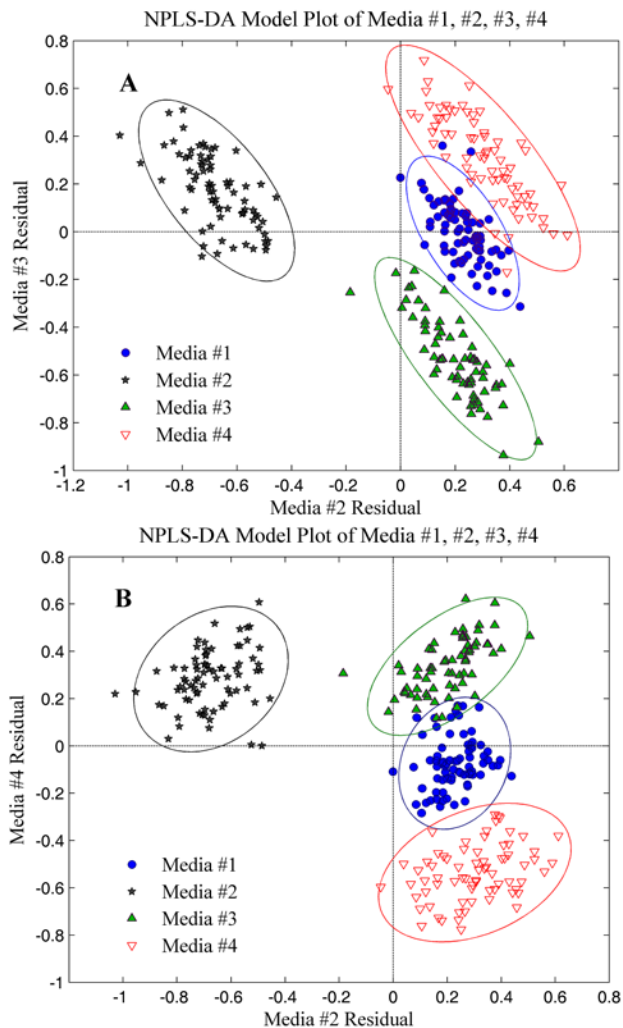 NPLS-DA Model Plot of Media #1, #2, #3, #4
0.8
A
0.6
0.4
0.2
0
-0.2
-0.4
-0.6
-0.8
-1
Media #3 Residual
Media #1
Media #2
Media #3
Media #4
-1.2 -1 -0.8 -0.6 -0.4 -0.2 0 0.2 0.4 0.6
Media #2 Residual
NPLS-DA Model Plot of Media #1, #2, #3, #4
0.8
B
0.6
0.4
0.2
0
-0.2
-0.4
-0.6
-0.8
-1
Media #4 Residual
Media #1
Media #2
Media #3
Media #4
-1 -0.8 -0.6 -0.4 -0.2 0 0.2 0.4 0.6 0.8
Media #2 Residual